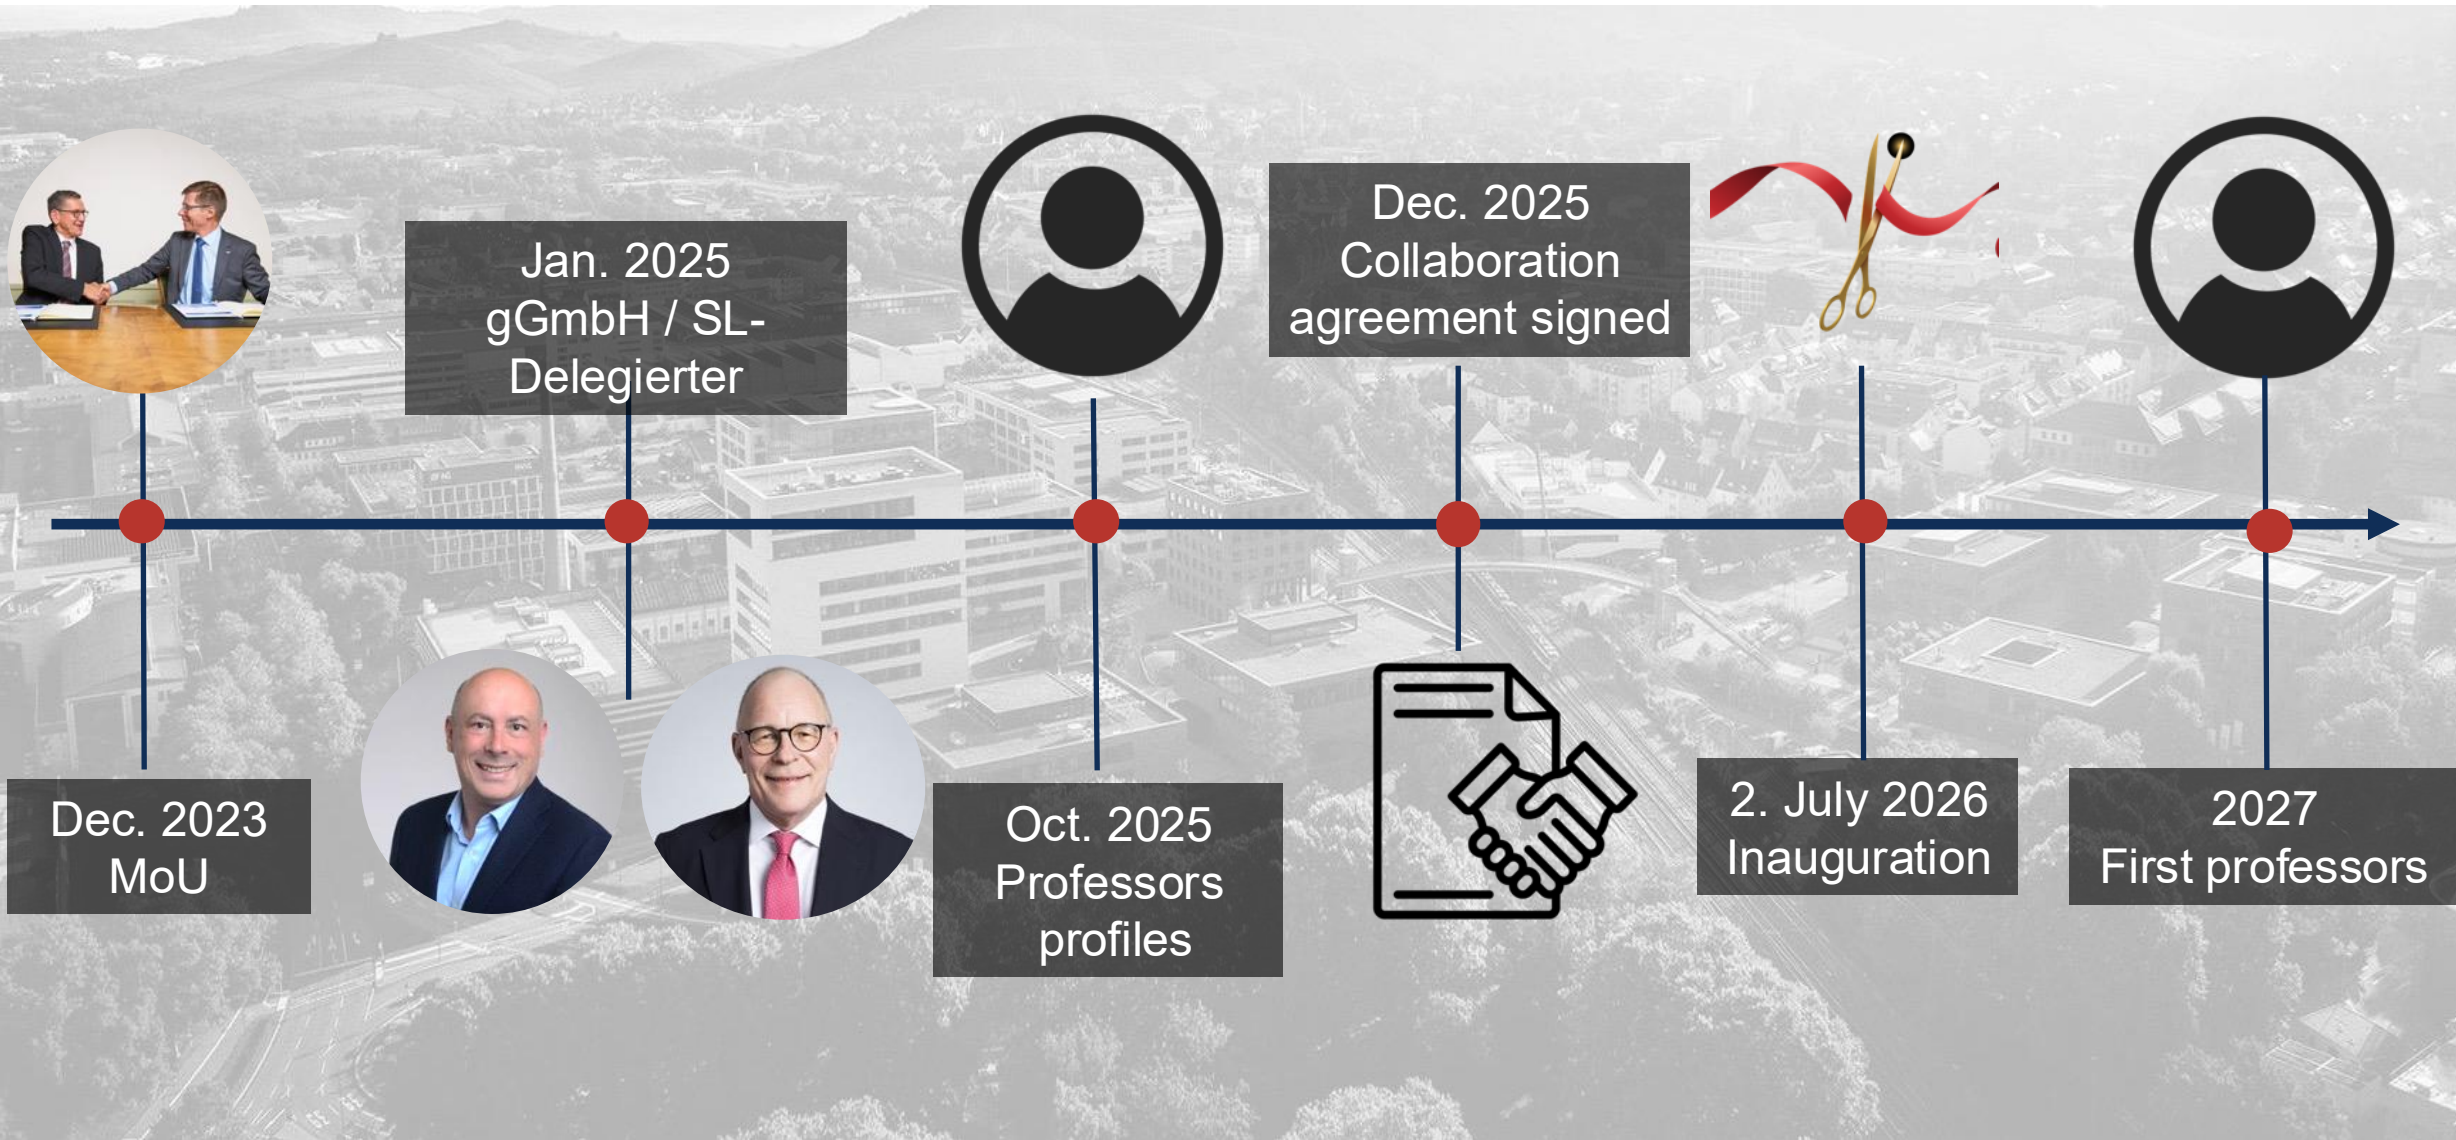 Dec. 2023
MoU
Jan. 2025
gGmbH / SL-
Delegierter
Oct. 2025
Professors
profiles
Dec. 2025
Collaboration
agreement signed
2. July 2026
Inauguration
2027
First professors